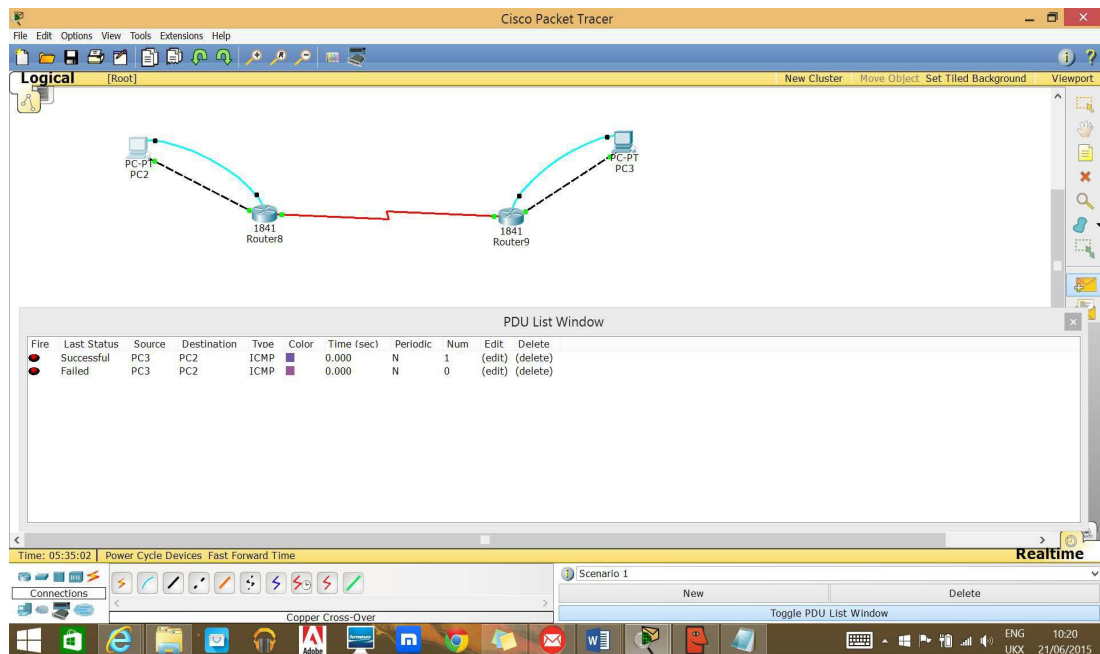 Cisco Packet Tracer
File Edit Options View Tools Extensions Help
Logical [Root] New Cluster Move Object Set Tiled Background Viewport
PC-PT
PC2
PC-PT
PC3
1841
Router8
1841
Router9
PDU List Window
Fire Last Status Source Destination Type Color Time (sec) Periodic Num Edit Delete
Successful PC3 PC2 ICMP 0.000 N 1 (edit) (delete)
Failed PC3 PC2 ICMP 0.000 N 0 (edit) (delete)
Time: 05:35:02 Power Cycle Devices Fast Forward Time Realtime
Connections
Copper Cross-Over
Scenario 1
New Delete
Toggle PDU List Window
Adobe
lenovo
ENG 10:20
UKX 21/06/2015